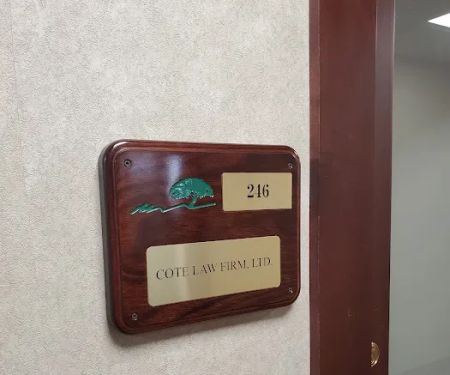 246
COTE LAW FIRM, LTD.